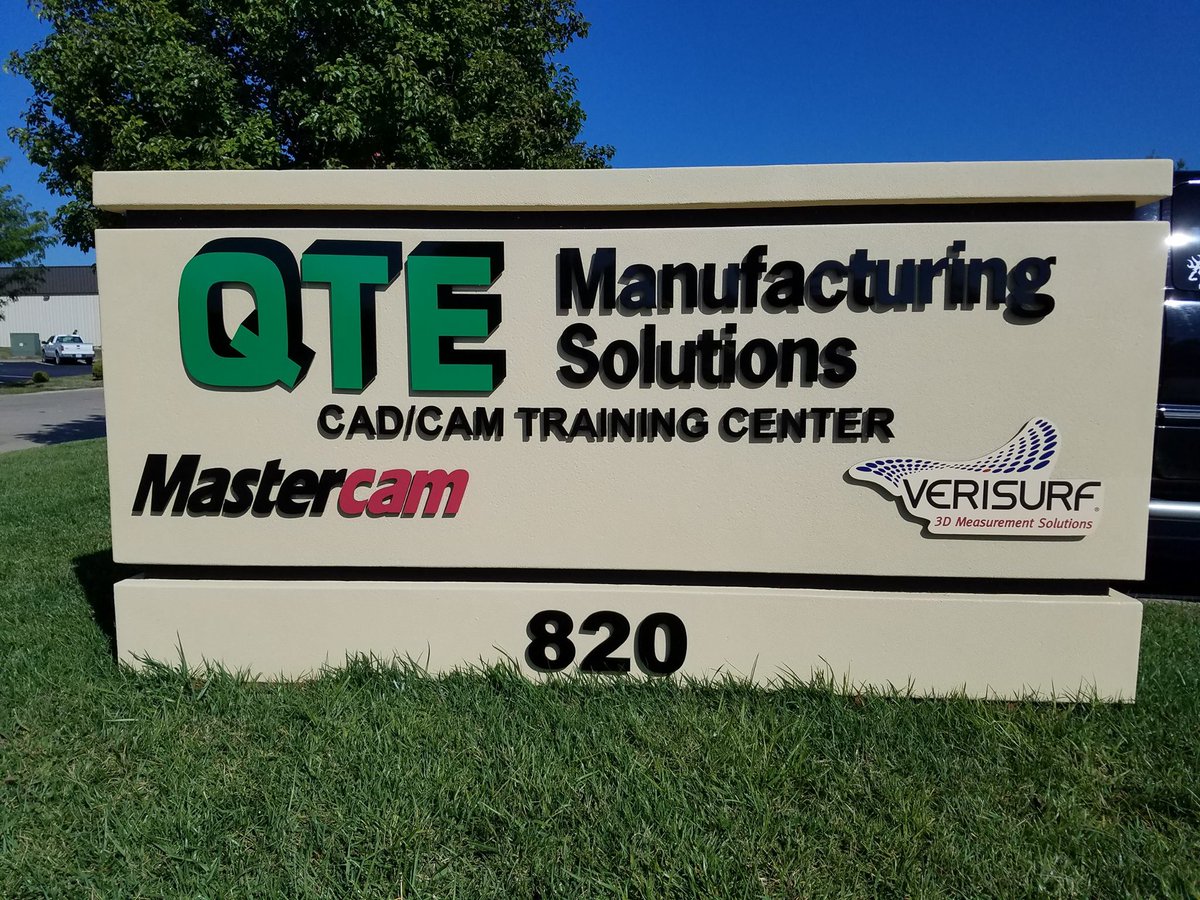 QTE Manufacturing
Solutions
CAD/CAM TRAINING CENTER
Mastercam
VERISURF®
3D Measurement Solutions
820